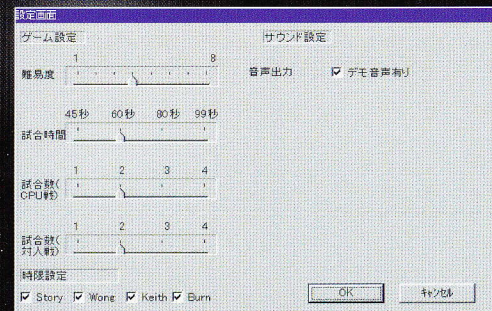 設定画面
ゲーム設定
サウンド設定
1 8
難易度
音声出力 デモ音声有り
45秒 60秒 80秒 99秒
試合時間
1 2 3 4
試合数(
CPU戦)
1 2 3 4
試合数(
対人戦)
時限設定
Story Wong Keith Burn
OK キャンセル